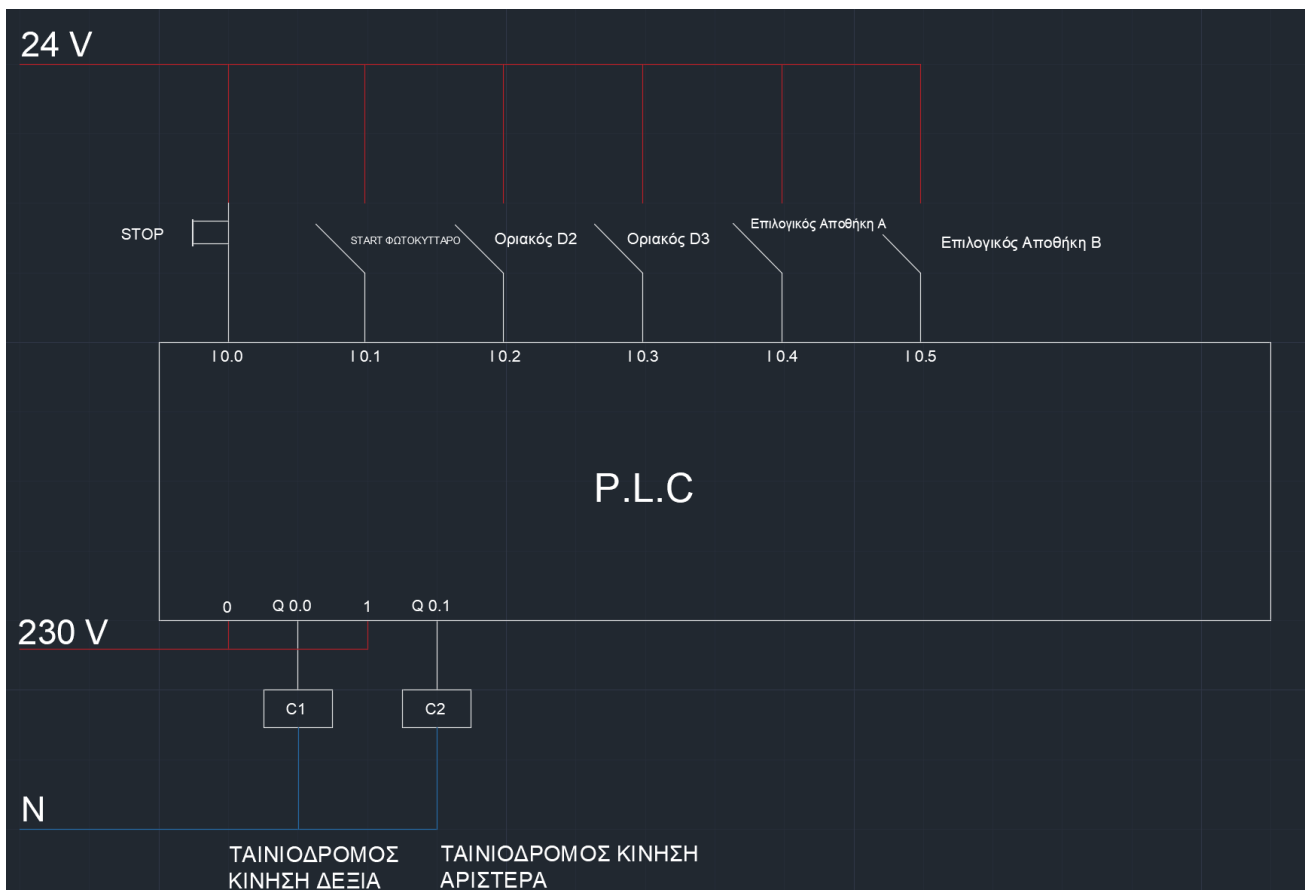 24 V
STOP
START ΦΩΤΟΚΥΤΤΑΡΟ
Οριακός D2
Οριακός D3
Επιλογικός Αποθήκη Α
Επιλογικός Αποθήκη Β
I 0.0
I 0.1
I 0.2
I 0.3
I 0.4
I 0.5
P.L.C
0
Q 0.0
1
Q 0.1
230 V
C1
C2
N
ΤΑΙΝΙΟΔΡΟΜΟΣ
ΚΙΝΗΣΗ ΔΕΞΙΑ
ΤΑΙΝΙΟΔΡΟΜΟΣ ΚΙΝΗΣΗ
ΑΡΙΣΤΕΡΑ